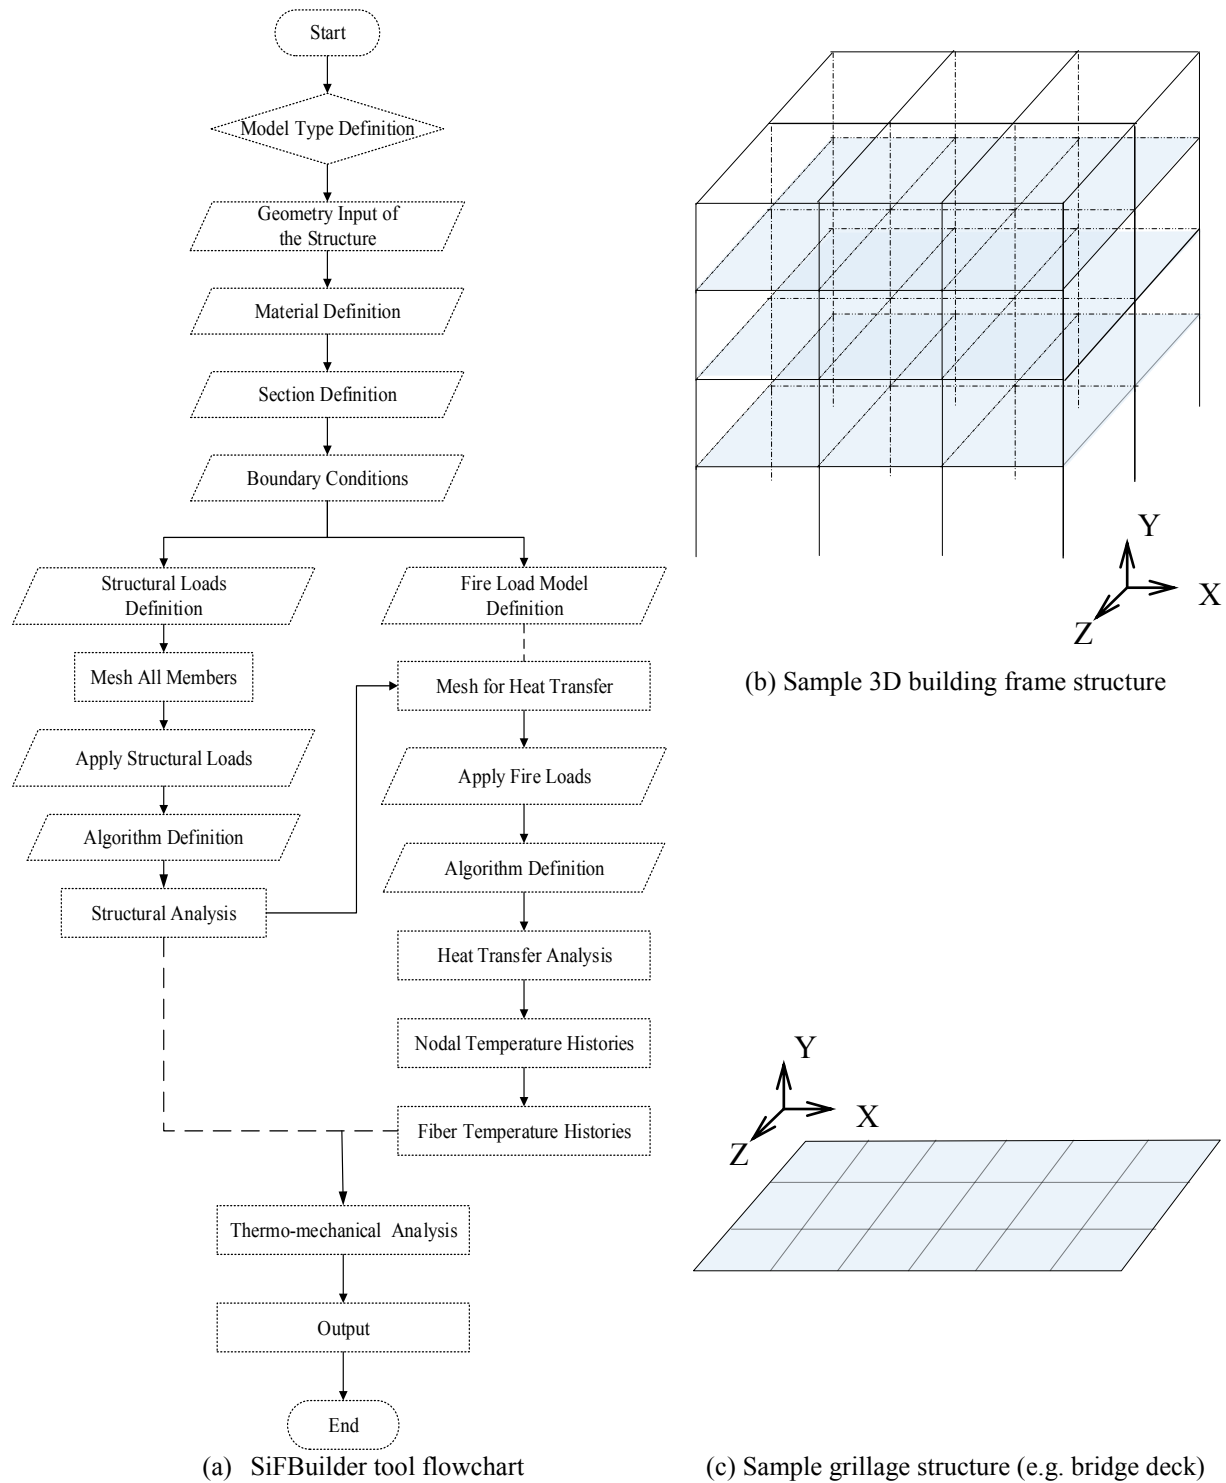 Start
Model Type Definition
Geometry Input of
the Structure
Material Definition
Section Definition
Boundary Conditions
Structural Loads
Definition
Mesh All Members
Apply Structural Loads
Algorithm Definition
Structural Analysis
Fire Load Model
Definition
Mesh for Heat Transfer
Apply Fire Loads
Algorithm Definition
Heat Transfer Analysis
Nodal Temperature Histories
Fiber Temperature Histories
Thermo-mechanical Analysis
Output
End
(a) SiFBuilder tool flowchart
Y
X
Z
(b) Sample 3D building frame structure
Y
X
Z
(c) Sample grillage structure (e.g. bridge deck)